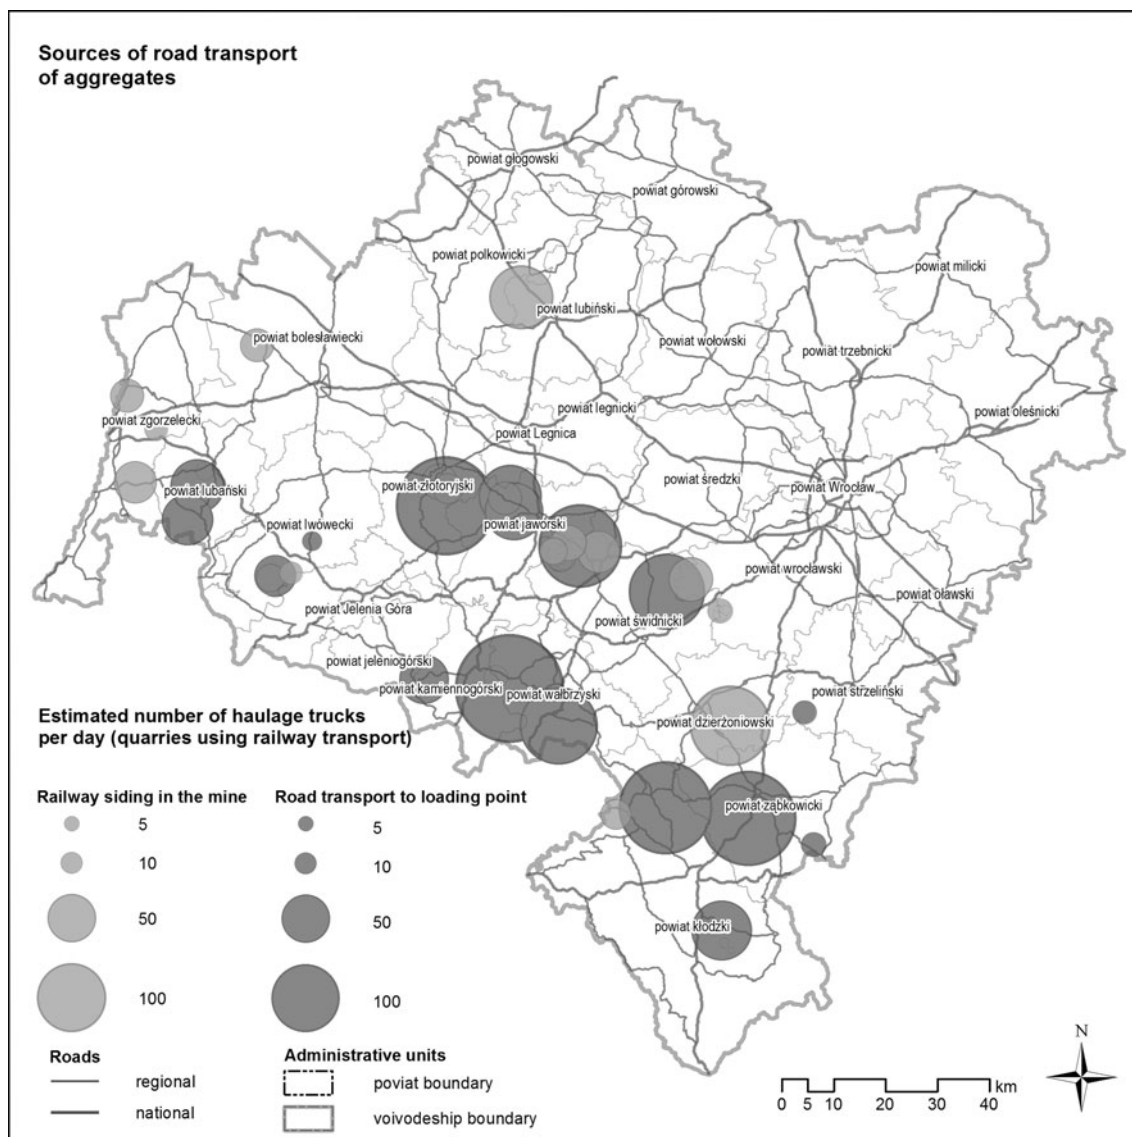 Sources of road transport
of aggregates
powiat głogowski
powiat górowski
powiat polkowicki
powiat milicki
powiat lubiński
powiat bolesławiecki
powiat wołowski
powiat trzebnicki
powiat legnicki
powiat oleśnicki
powiat zgorzelecki
powiat Legnica
powiat lubański
powiat złotoryjski
powiat średzki
powiat Wrocław
powiat lwówecki
powiat jaworski
powiat wrocławski
powiat oławski
powiat Jelenia Góra
powiat świdnicki
powiat jeleniogórski
powiat kamiennogórski
powiat wałbrzyski
powiat strzeliński
powiat dzierżoniowski
powiat ząbkowicki
powiat kłodzki
Estimated number of haulage trucks
per day (quarries using railway transport)
Railway siding in the mine
5
10
50
100
Road transport to loading point
5
10
50
100
Roads
regional
national
Administrative units
poviat boundary
voivodeship boundary
N
km
0 5 10 20 30 40